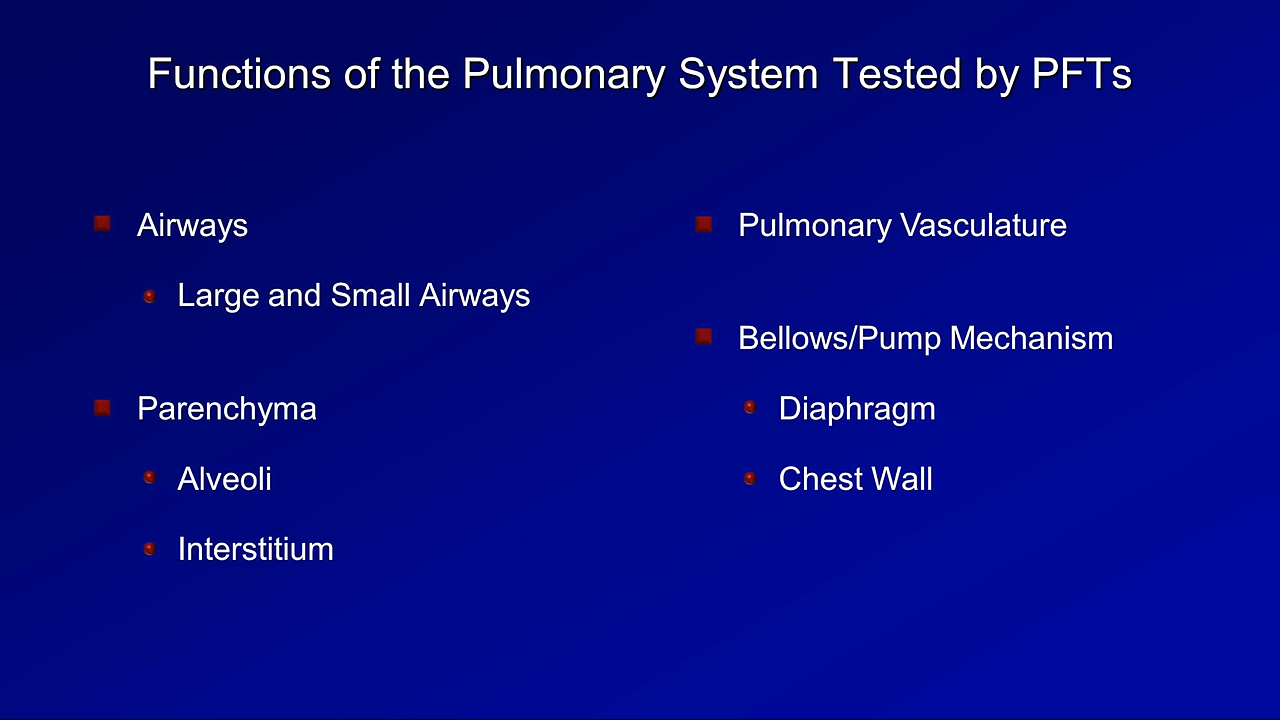 Functions of the Pulmonary System Tested by PFTs
Airways
Large and Small Airways
Parenchyma
Alveoli
Interstitium
Pulmonary Vasculature
Bellows/Pump Mechanism
Diaphragm
Chest Wall